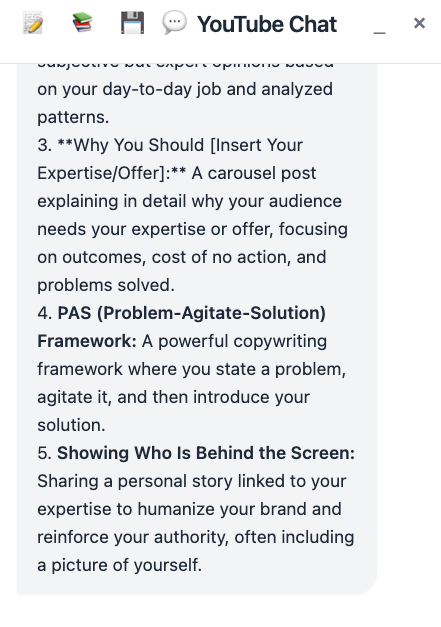 YouTube Chat
subjective but expert opinions based
on your day-to-day job and analyzed
patterns.
3. **Why You Should [Insert Your
Expertise/Offer]:** A carousel post
explaining in detail why your audience
needs your expertise or offer, focusing
on outcomes, cost of no action, and
problems solved.
4. PAS (Problem-Agitate-Solution)
Framework: A powerful copywriting
framework where you state a problem,
agitate it, and then introduce your
solution.
5. Showing Who Is Behind the Screen:
Sharing a personal story linked to your
expertise to humanize your brand and
reinforce your authority, often including
a picture of yourself.